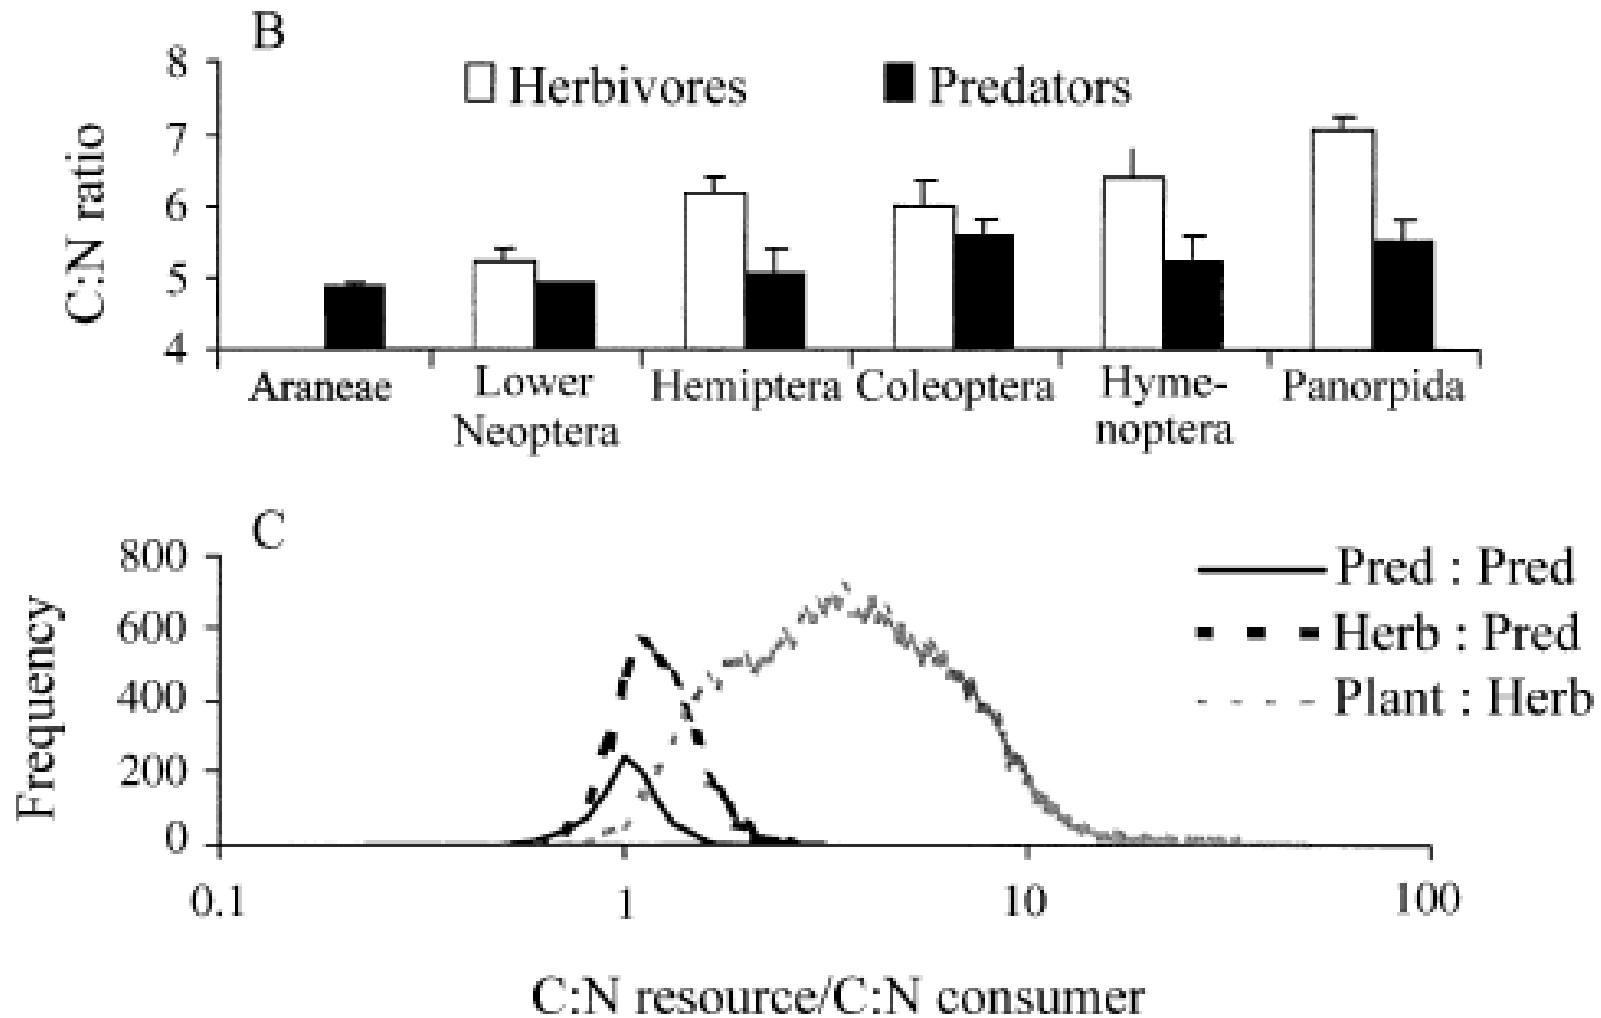 B
8
Herbivores
Predators
7
6
5
4
C:N ratio
Araneae
Lower
Neoptera
Hemiptera
Coleoptera
Hyme-
noptera
Panorpida
C
800
600
400
200
0
Frequency
Pred : Pred
Herb : Pred
Plant : Herb
0.1
1
10
100
C:N resource/C:N consumer